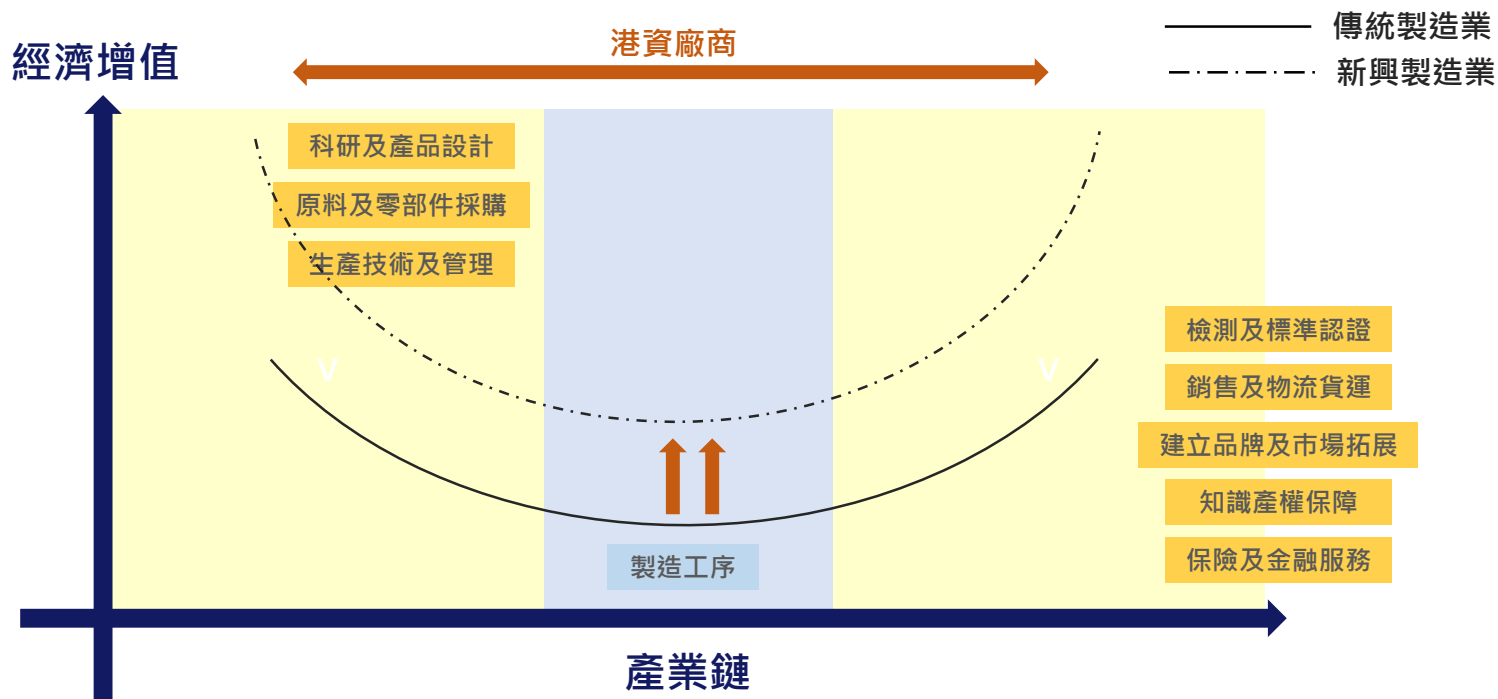 經濟增值
港資廠商
傳統製造業
新興製造業
科研及產品設計
原料及零部件採購
生產技術及管理
V
V
檢測及標準認證
銷售及物流貨運
建立品牌及市場拓展
知識產權保障
保險及金融服務
製造工序
產業鏈